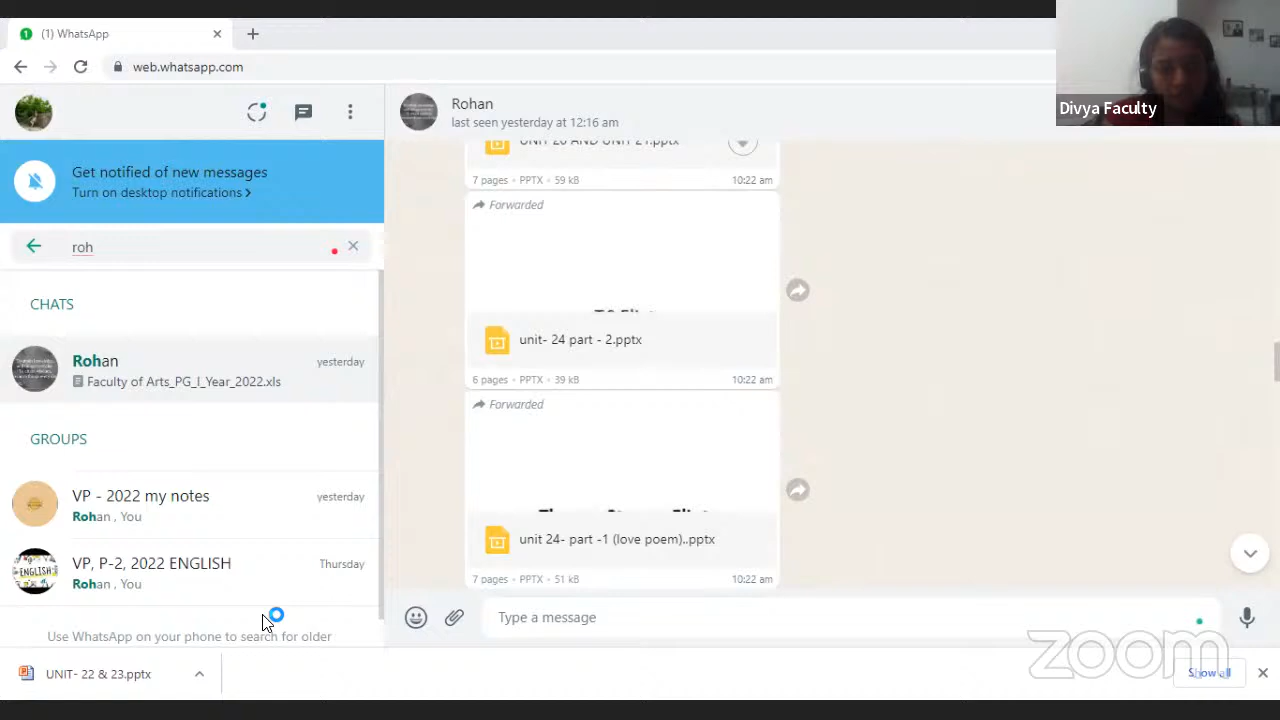 1
(1) WhatsApp
web.whatsapp.com
Divya Faculty
Get notified of new messages
Turn on desktop notifications
roh
CHATS
Rohan
yesterday
Faculty of Arts_PG_I_Year_2022.xls
GROUPS
VP - 2022 my notes
yesterday
Rohan , You
VP, P-2, 2022 ENGLISH
Thursday
Rohan , You
ENGLISH
Use WhatsApp on your phone to search for older
Rohan
last seen yesterday at 12:16 am
7 pages • PPTX • 59 kB
10:22 am
Forwarded
unit- 24 part - 2.pptx
6 pages • PPTX • 39 kB
10:22 am
Forwarded
unit 24- part -1 (love poem)..pptx
7 pages • PPTX • 51 kB
10:22 am
Type a message
UNIT- 22 & 23.pptx
Show all
zoom